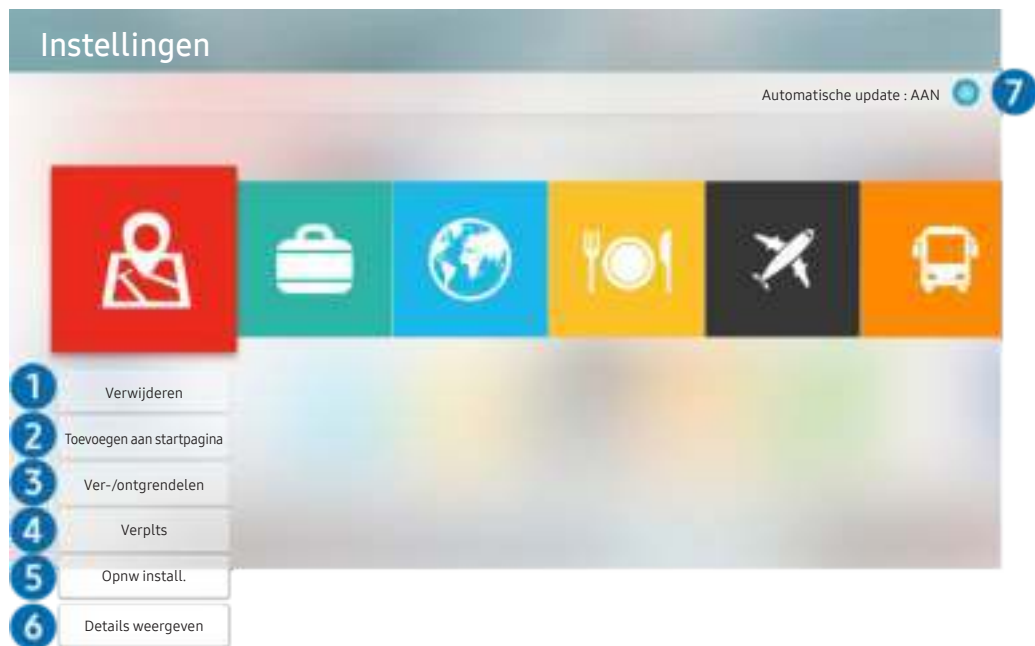 Instellingen
Automatische update : AAN 7
1 Verwijderen
2 Toevoegen aan startpagina
3 Ver-/ontgrendelen
4 Verplts
5 Opnw install.
6 Details weergeven